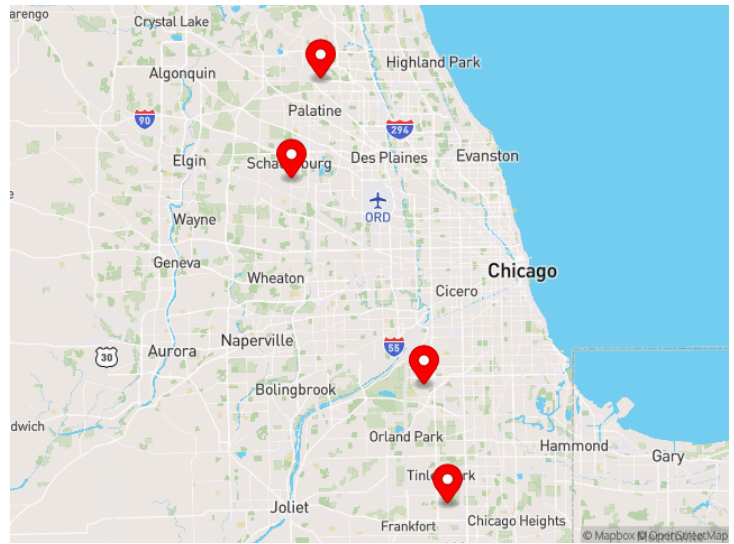 arengo
Crystal Lake
Highland Park
Algonquin
Palatine
90
294
Elgin
Des Plaines
Evanston
ORD
Wayne
Geneva
Chicago
Wheaton
Cicero
Naperville
55
30
Aurora
Bolingbrook
dwich
Orland Park
Hammond
Gary
Joliet
Frankfort
Chicago Heights
© Mapbox © OpenStreetMap